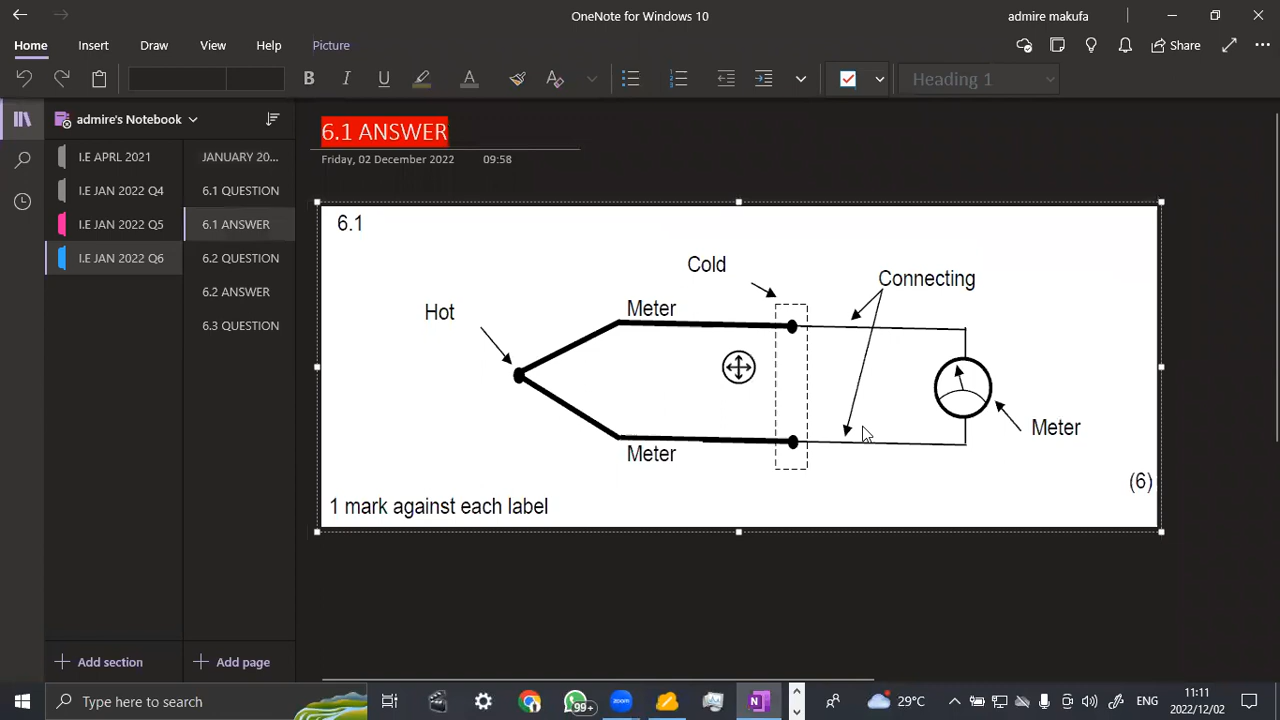 OneNote for Windows 10
admire makufa
Home
Insert
Draw
View
Help
Picture
Share
B
I
U
A
A
Heading 1
admire's Notebook
I.E APRL 2021
I.E JAN 2022 Q4
I.E JAN 2022 Q5
I.E JAN 2022 Q6
JANUARY 20...
6.1 QUESTION
6.1 ANSWER
6.2 QUESTION
6.2 ANSWER
6.3 QUESTION
6.1 ANSWER
Friday, 02 December 2022 09:58
6.1
Cold
Connecting
Hot
Meter
Meter
Meter
(6)
1 mark against each label
Add section
Add page
Type here to search
99+
zoom
29°C
ENG
11:11
2022/12/02